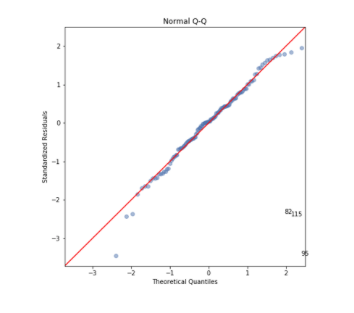 Normal Q-Q
Standardized Residuals
2
1
0
−1
−2
−3
82
115
95
−3 −2 −1 0 1 2
Theoretical Quantiles